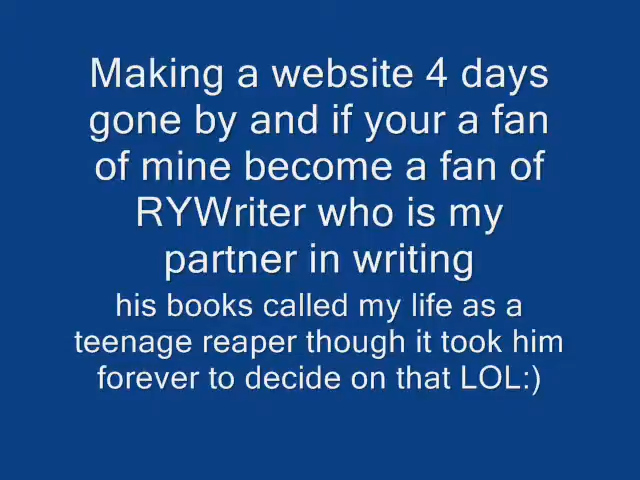 Making a website 4 days
gone by and if your a fan
of mine become a fan of
RYWriter who is my
partner in writing
his books called my life as a
teenage reaper though it took him
forever to decide on that LOL:)